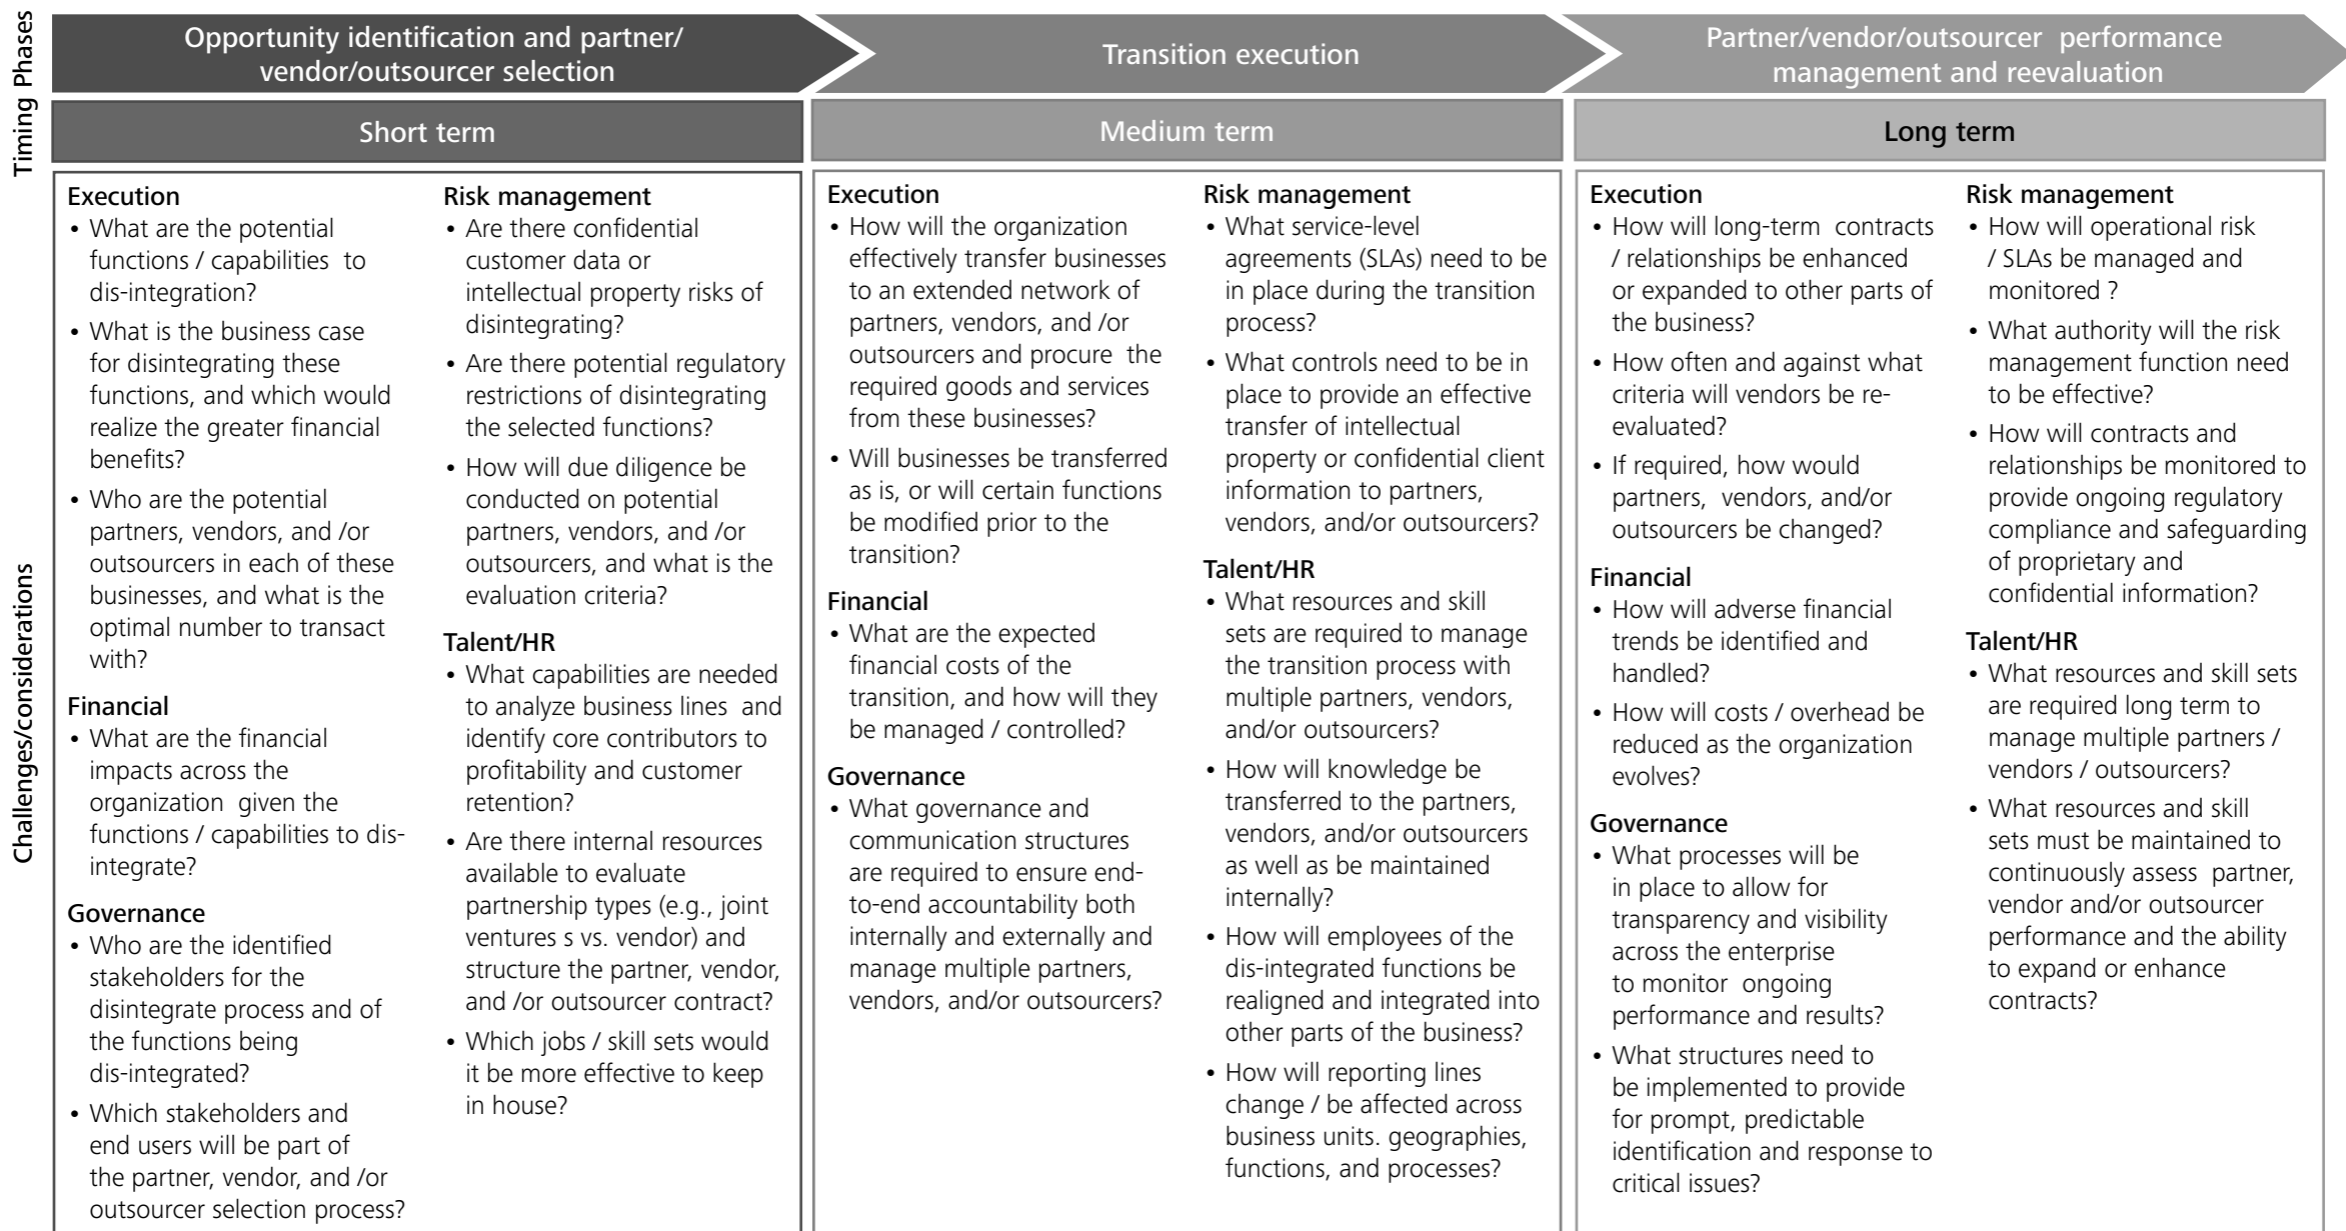 Timing Phases
Opportunity identification and partner/
vendor/outsourcer selection
Transition execution
Partner/vendor/outsourcer performance
management and reevaluation
Short term
Medium term
Long term
Challenges/considerations
Execution
• What are the potential
functions / capabilities to
dis-integration?
• What is the business case
for disintegrating these
functions, and which would
realize the greater financial
benefits?
• Who are the potential
partners, vendors, and /or
outsourcers in each of these
businesses, and what is the
optimal number to transact
with?
Financial
• What are the financial
impacts across the
organization given the
functions / capabilities to dis-
integrate?
Governance
• Who are the identified
stakeholders for the
disintegrate process and of
the functions being
dis-integrated?
• Which stakeholders and
end users will be part of
the partner, vendor, and /or
outsourcer selection process?
Risk management
• Are there confidential
customer data or
intellectual property risks of
disintegrating?
• Are there potential regulatory
restrictions of disintegrating
the selected functions?
• How will due diligence be
conducted on potential
partners, vendors, and /or
outsourcers, and what is the
evaluation criteria?
Talent/HR
• What capabilities are needed
to analyze business lines and
identify core contributors to
profitability and customer
retention?
• Are there internal resources
available to evaluate
partnership types (e.g., joint
ventures s vs. vendor) and
structure the partner, vendor,
and /or outsourcer contract?
• Which jobs / skill sets would
it be more effective to keep
in house?
Execution
• How will the organization
effectively transfer businesses
to an extended network of
partners, vendors, and /or
outsourcers and procure the
required goods and services
from these businesses?
• Will businesses be transferred
as is, or will certain functions
be modified prior to the
transition?
Financial
• What are the expected
financial costs of the
transition, and how will they
be managed / controlled?
Governance
• What governance and
communication structures
are required to ensure end-
to-end accountability both
internally and externally and
manage multiple partners,
vendors, and/or outsourcers?
Risk management
• What service-level
agreements (SLAs) need to be
in place during the transition
process?
• What controls need to be in
place to provide an effective
transfer of intellectual
property or confidential client
information to partners,
vendors, and/or outsourcers?
Talent/HR
• What resources and skill
sets are required to manage
the transition process with
multiple partners, vendors,
and/or outsourcers?
• How will knowledge be
transferred to the partners,
vendors, and/or outsourcers
as well as be maintained
internally?
• How will employees of the
dis-integrated functions be
realigned and integrated into
other parts of the business?
• How will reporting lines
change / be affected across
business units. geographies,
functions, and processes?
Execution
• How will long-term contracts
/ relationships be enhanced
or expanded to other parts of
the business?
• How often and against what
criteria will vendors be re-
evaluated?
• If required, how would
partners, vendors, and/or
outsourcers be changed?
Financial
• How will adverse financial
trends be identified and
handled?
• How will costs / overhead be
reduced as the organization
evolves?
Governance
• What processes will be
in place to allow for
transparency and visibility
across the enterprise
to monitor ongoing
performance and results?
• What structures need to
be implemented to provide
for prompt, predictable
identification and response to
critical issues?
Risk management
• How will operational risk
/ SLAs be managed and
monitored ?
• What authority will the risk
management function need
to be effective?
• How will contracts and
relationships be monitored to
provide ongoing regulatory
compliance and safeguarding
of proprietary and
confidential information?
Talent/HR
• What resources and skill sets
are required long term to
manage multiple partners /
vendors / outsourcers?
• What resources and skill
sets must be maintained to
continuously assess partner,
vendor and/or outsourcer
performance and the ability
to expand or enhance
contracts?